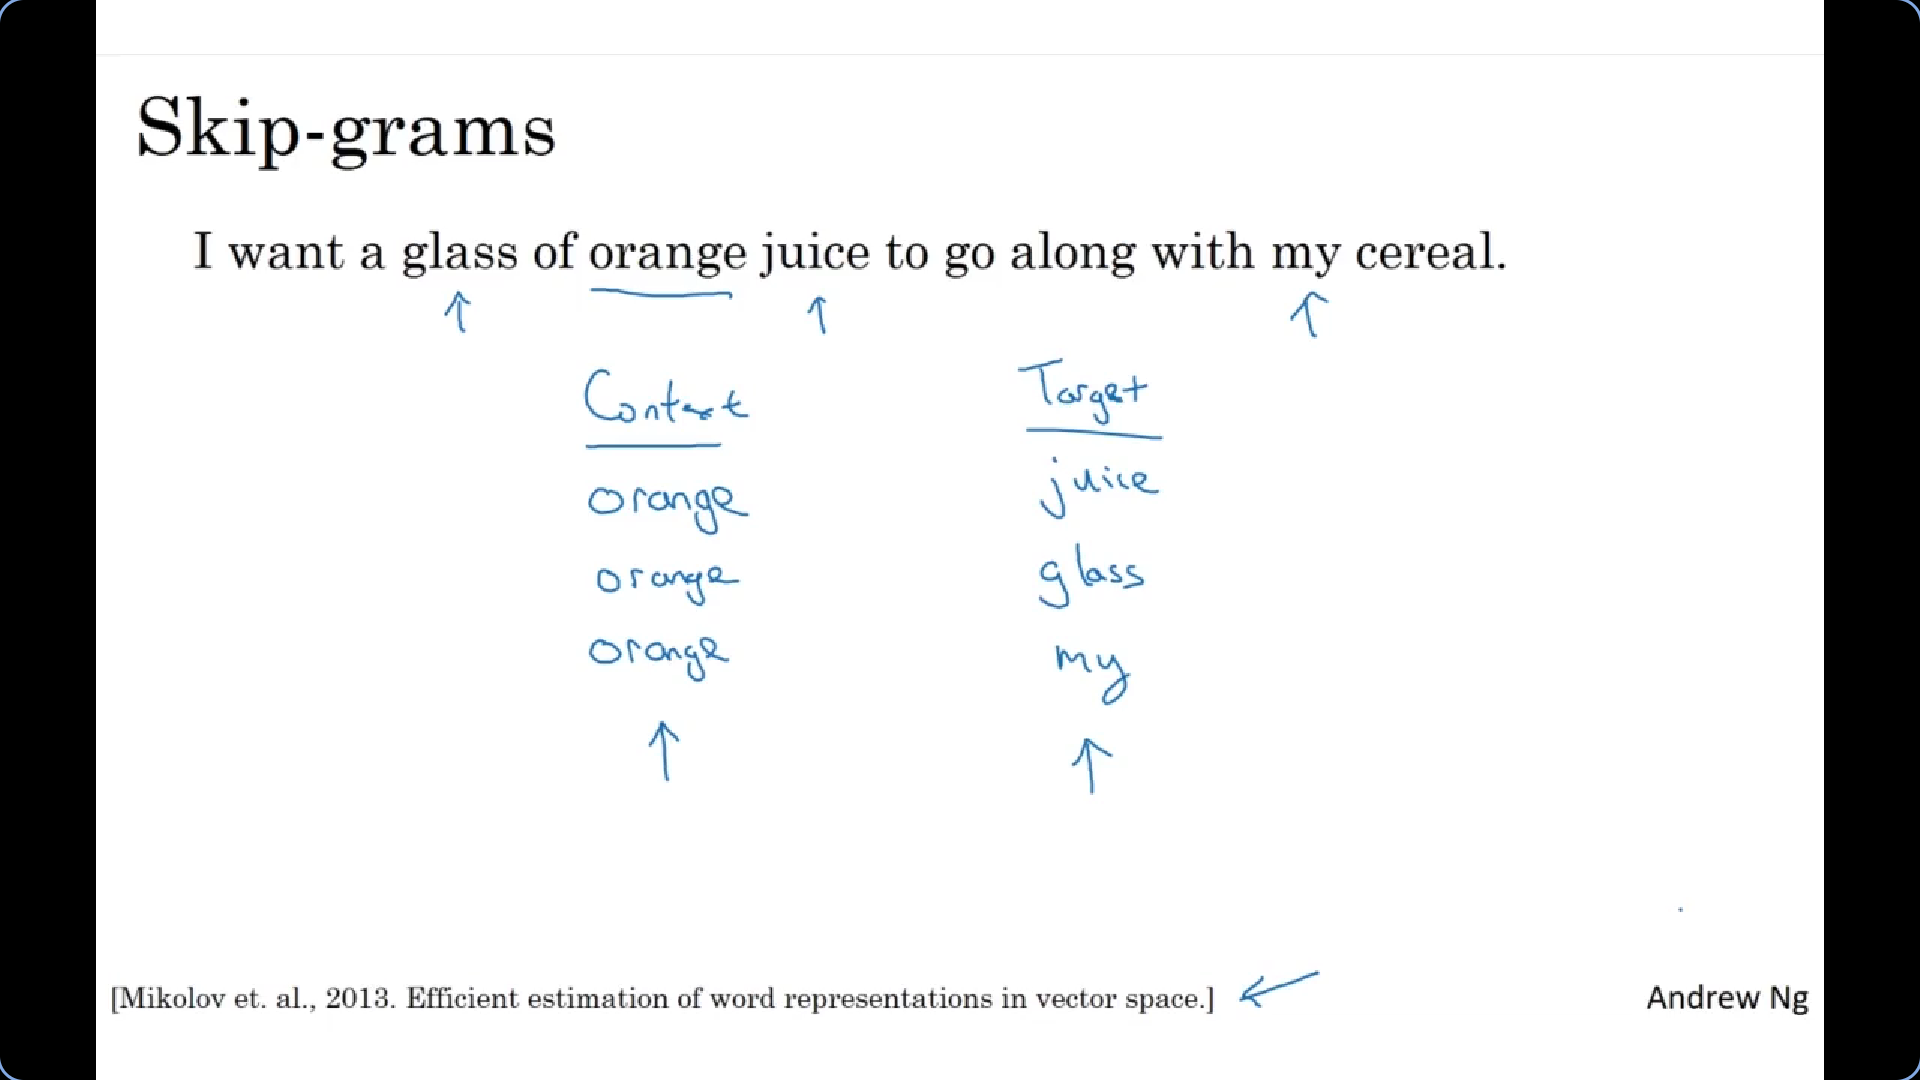 Skip-grams
I want a glass of orange juice to go along with my cereal.
Context Target
orange juice
orange glass
orange my
[Mikolov et. al., 2013. Efficient estimation of word representations in vector space.]
Andrew Ng